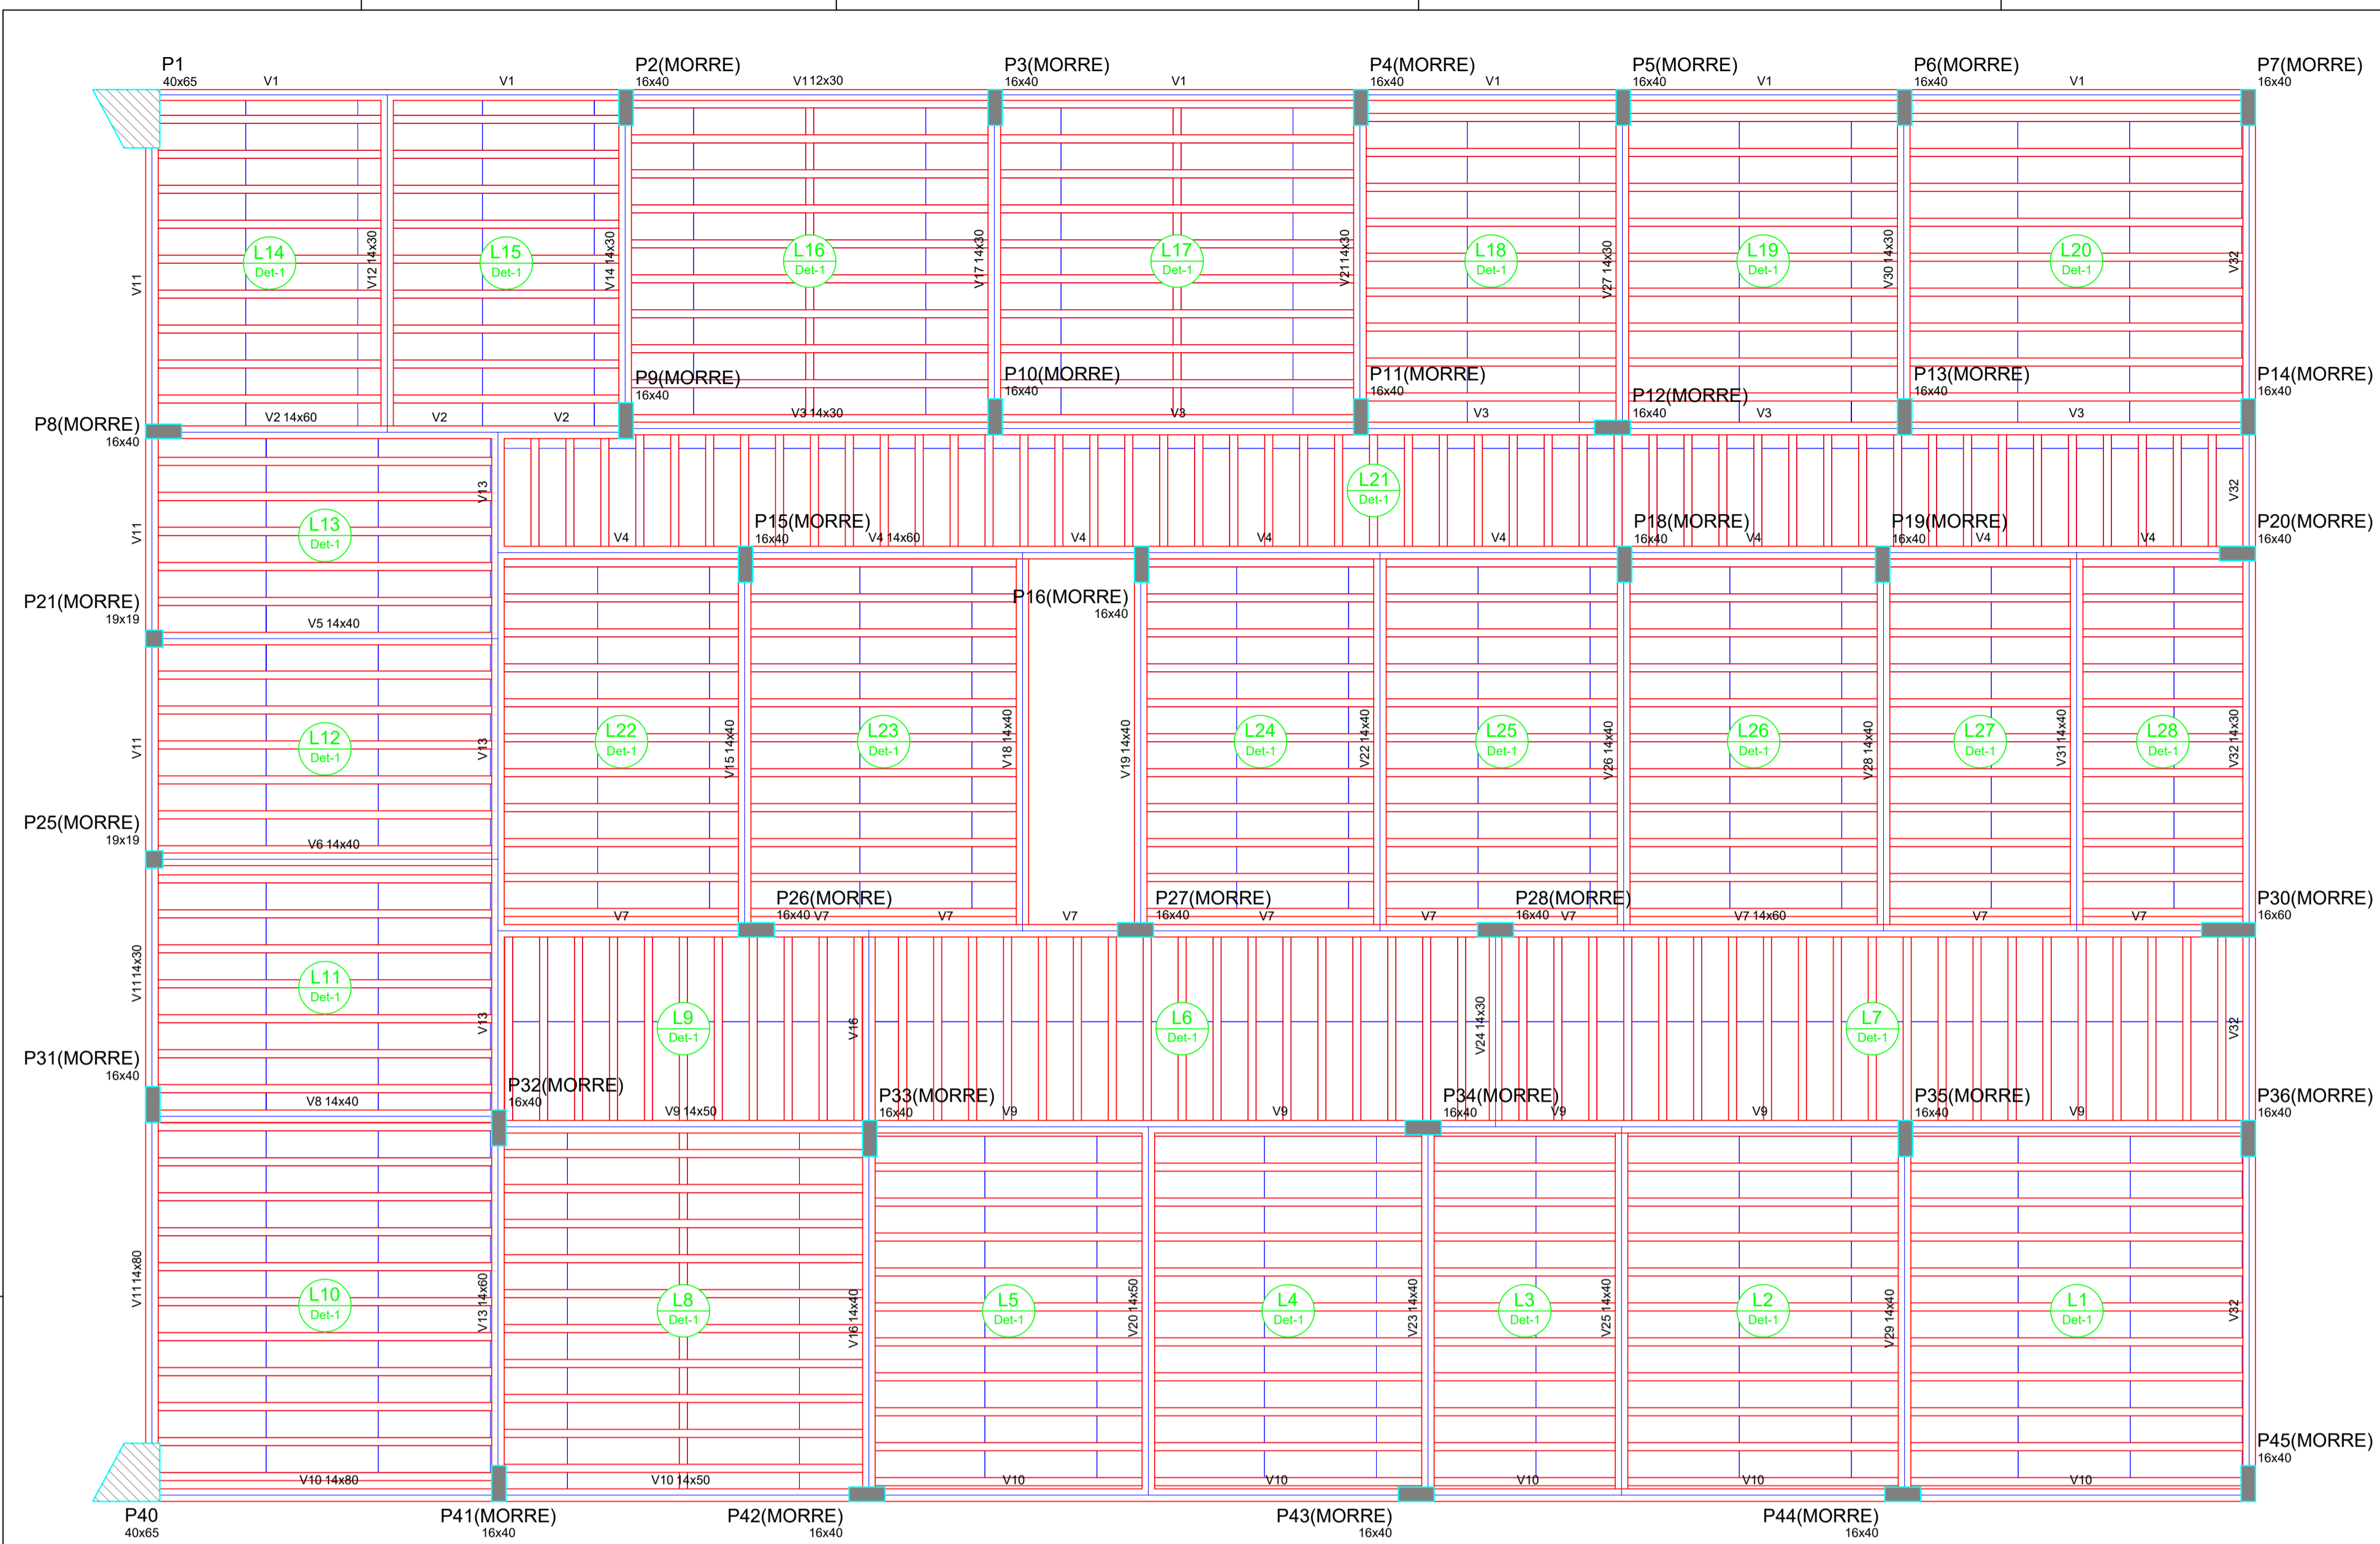 P1
40x65
V1
V1
P2(MORRE)
16x40
V112x30
P3(MORRE)
16x40
V1
P4(MORRE)
16x40
V1
P5(MORRE)
16x40
V1
P6(MORRE)
16x40
V1
P7(MORRE)
16x40
V11
L14
Det-1
V12 14x30
L15
Det-1
V14 14x30
L16
Det-1
V17 14x30
L17
Det-1
V2114x30
L18
Det-1
V27 14x30
L19
Det-1
V30 14x30
L20
Det-1
V32
P8(MORRE)
16x40
V2 14x60
V2
V2
P9(MORRE)
16x40
V3 14x30
P10(MORRE)
16x40
V3
P11(MORRE)
16x40
V3
P12(MORRE)
16x40
V3
P13(MORRE)
16x40
V3
P14(MORRE)
16x40
V11
L13
Det-1
V13
L21
Det-1
V32
V4
P15(MORRE)
16x40
V4 14x60
V4
V4
V4
P18(MORRE)
16x40
V4
P19(MORRE)
16x40
V4
V4
P20(MORRE)
16x40
P21(MORRE)
19x19
V5 14x40
P16(MORRE)
16x40
V11
L12
Det-1
V13
L22
Det-1
V15 14x40
L23
Det-1
V18 14x40
V19 14x40
L24
Det-1
V22 14x40
L25
Det-1
V26 14x40
L26
Det-1
V28 14x40
L27
Det-1
V31 14x40
L28
Det-1
V32 14x30
P25(MORRE)
19x19
V6 14x40
V7
P26(MORRE)
16x40
V7
V7
V7
P27(MORRE)
16x40
V7
V7
P28(MORRE)
16x40
V7
V7 14x60
V7
V7
P30(MORRE)
16x60
V1114x30
L11
Det-1
V13
L9
Det-1
V16
L6
Det-1
V24 14x30
L7
Det-1
V32
P31(MORRE)
16x40
V8 14x40
P32(MORRE)
16x40
V9 14x50
P33(MORRE)
16x40
V9
V9
P34(MORRE)
16x40
V9
V9
P35(MORRE)
16x40
V9
P36(MORRE)
16x40
V1114x80
L10
Det-1
V13 14x60
L8
Det-1
V16 14x40
L5
Det-1
V20 14x50
L4
Det-1
V23 14x40
L3
Det-1
V25 14x40
L2
Det-1
V29 14x40
L1
Det-1
V32
V10 14x80
V10 14x50
V10
V10
V10
V10
V10
P45(MORRE)
16x40
P40
40x65
P41(MORRE)
16x40
P42(MORRE)
16x40
P43(MORRE)
16x40
P44(MORRE)
16x40